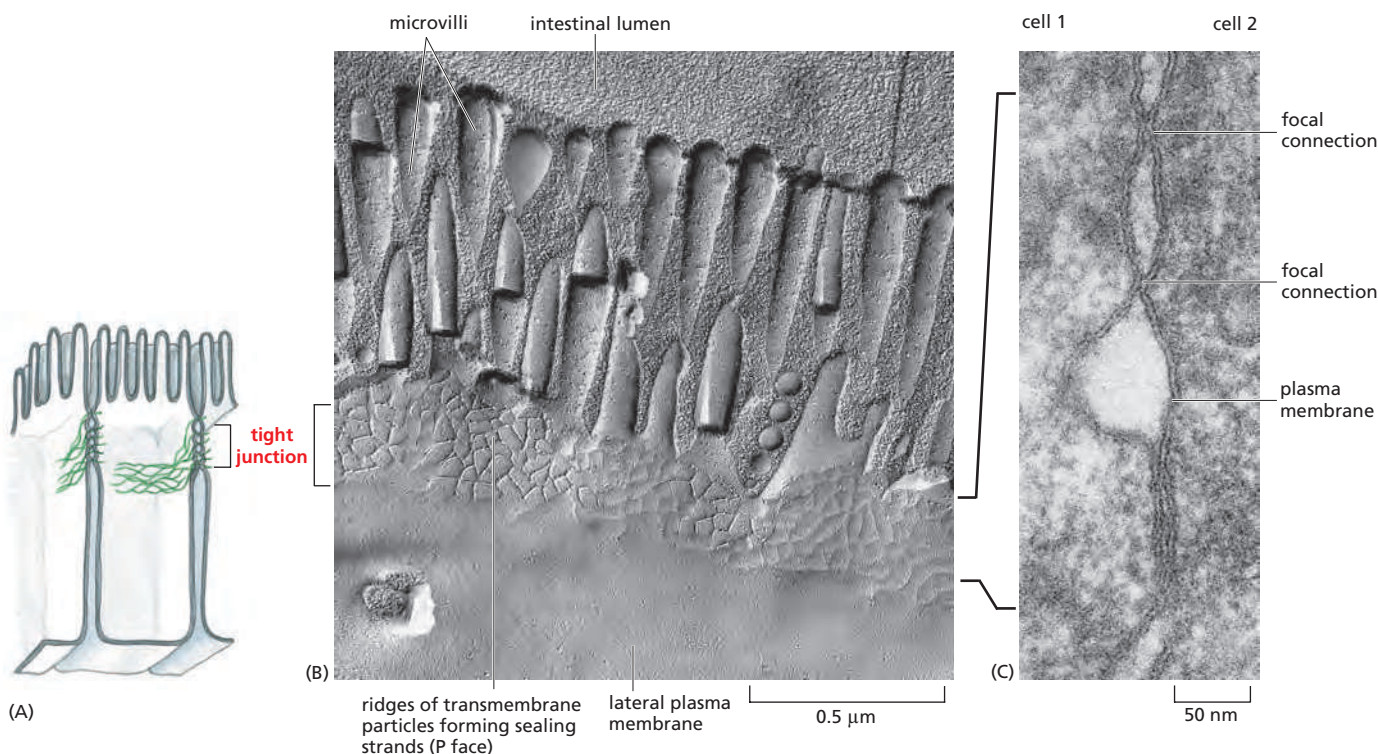 microvilli
intestinal lumen
cell 1
cell 2
focal
connection
focal
connection
plasma
membrane
tight
junction
(A)
(B)
(C)
ridges of transmembrane
particles forming sealing
strands (P face)
lateral plasma
membrane
0.5 μm
50 nm